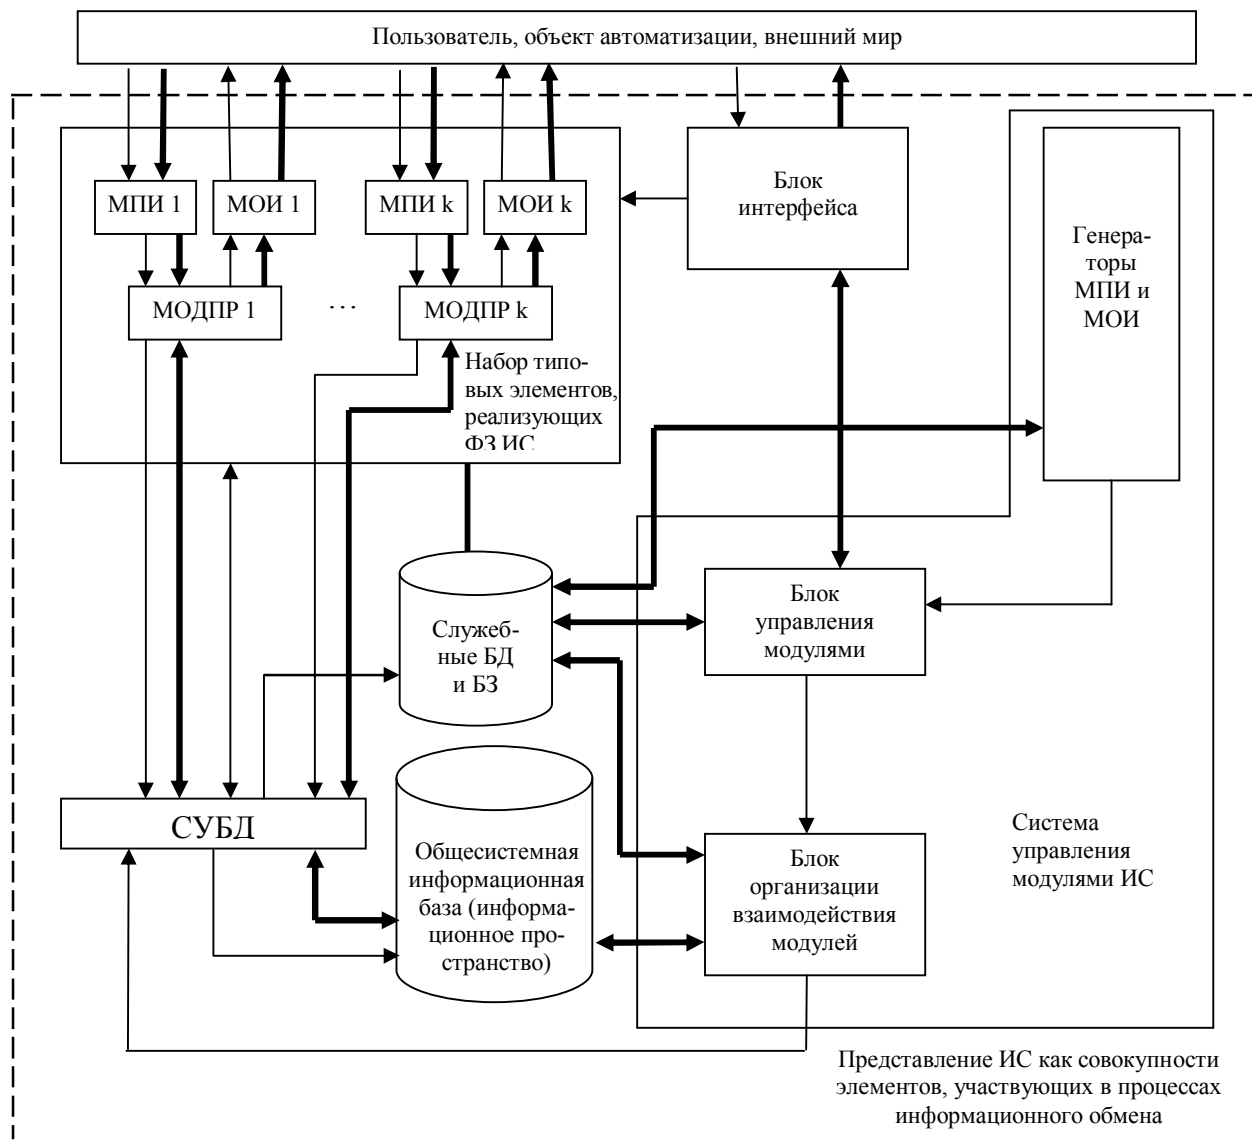 Пользователь, объект автоматизации, внешний мир
МПИ 1
МОИ 1
МПИ k
МОИ k
МОДПР 1
...
МОДПР k
Набор типо-
вых элементов,
реализующих
ФЗ ИС
Блок
интерфейса
Генера-
торы
МПИ и
МОИ
Служеб-
ные БД
и БЗ
Блок
управления
модулями
СУБД
Общесистемная
информационная
база (информа-
ционное про-
странство)
Блок
организации
взаимодействия
модулей
Система
управления
модулями ИС
Представление ИС как совокупности
элементов, участвующих в процессах
информационного обмена